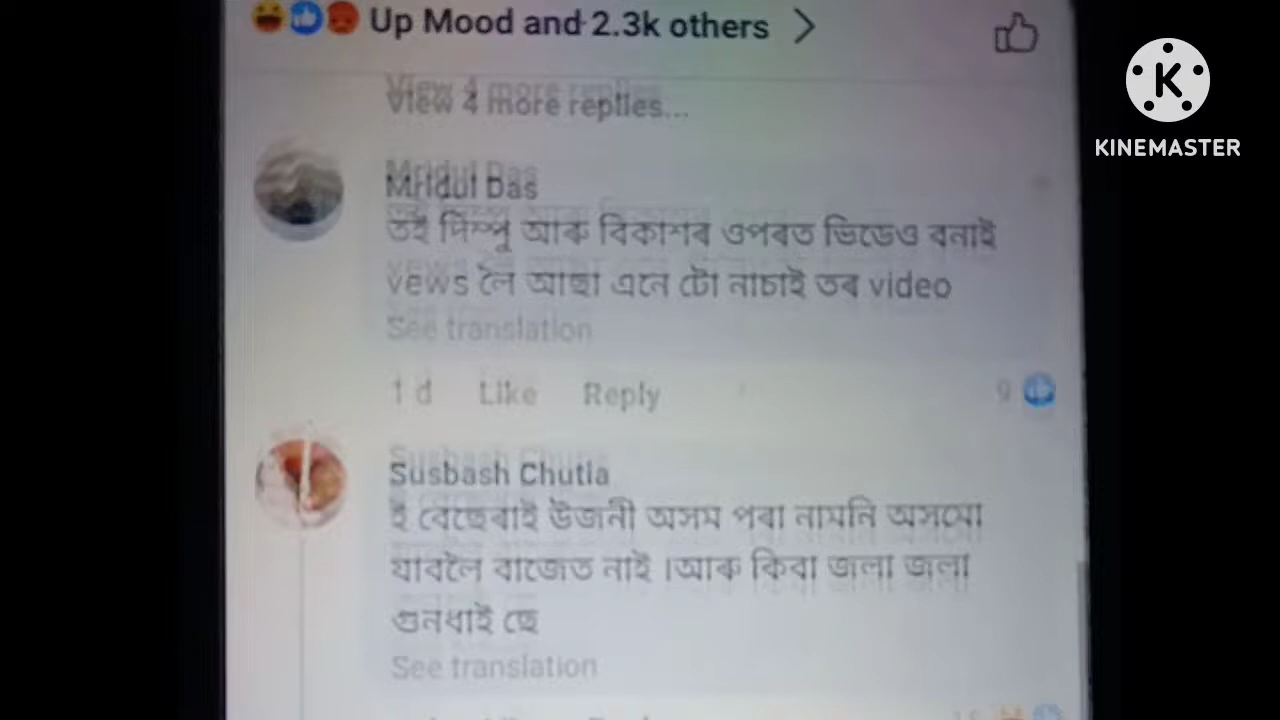 Up Mood and 2.3k others
View 4 more replies...
Mridul Das
তই পিম্পু আৰু বিকাশৰ ওপৰত ভিডেও বনাই
vews লৈ আছা এনে টো নাচাই তৰ video
See translation
1 d Like Reply 9
Susbash Chutia
ই বেছেৰাই উজনী অসম পৰা নামনি অসমো
যাবলৈ বাজেত নাই ।আৰু কিবা জলা জলা
গুনধাই ছে
See translation
KINEMASTER